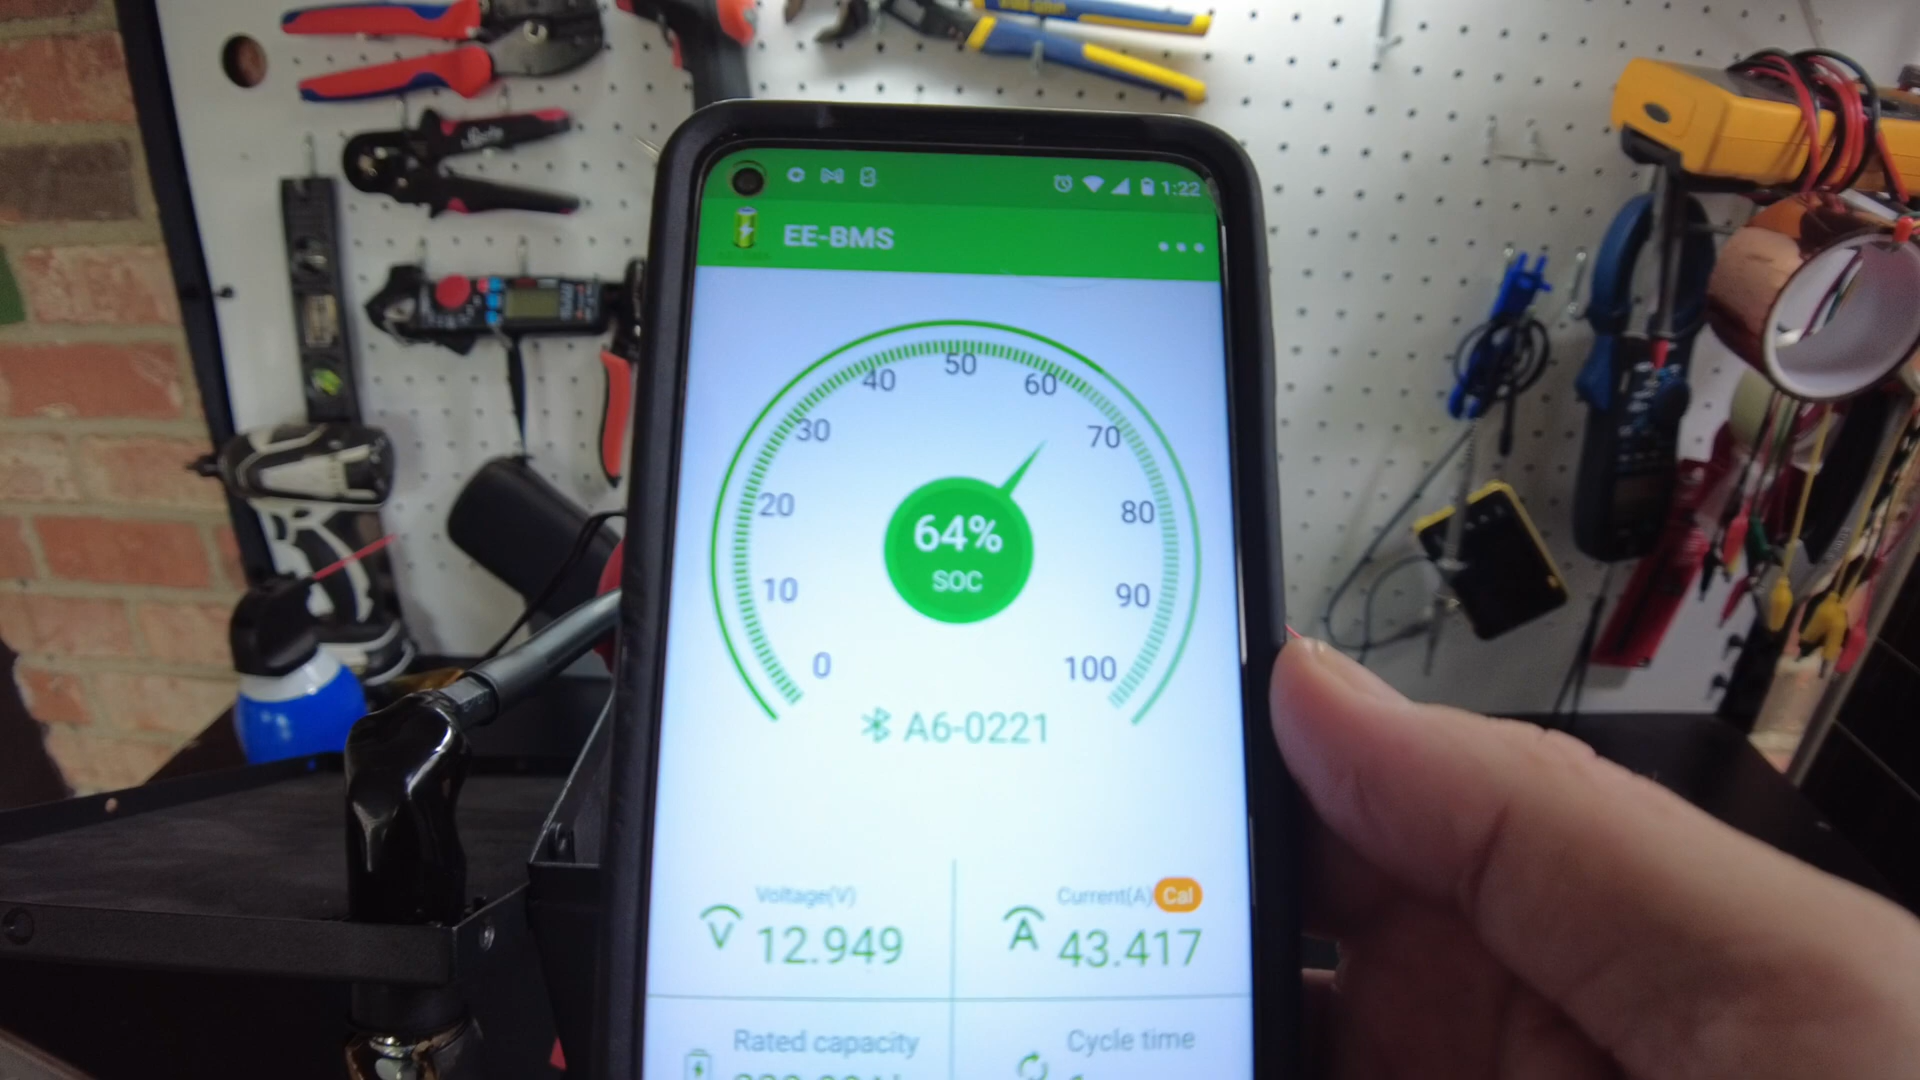 1:22
EE-BMS
50
40
60
30
70
20
80
10
90
0
100
64%
SOC
A6-0221
Voltage(V)
12.949
Current(A)
Cal
43.417
Rated capacity
Cycle time